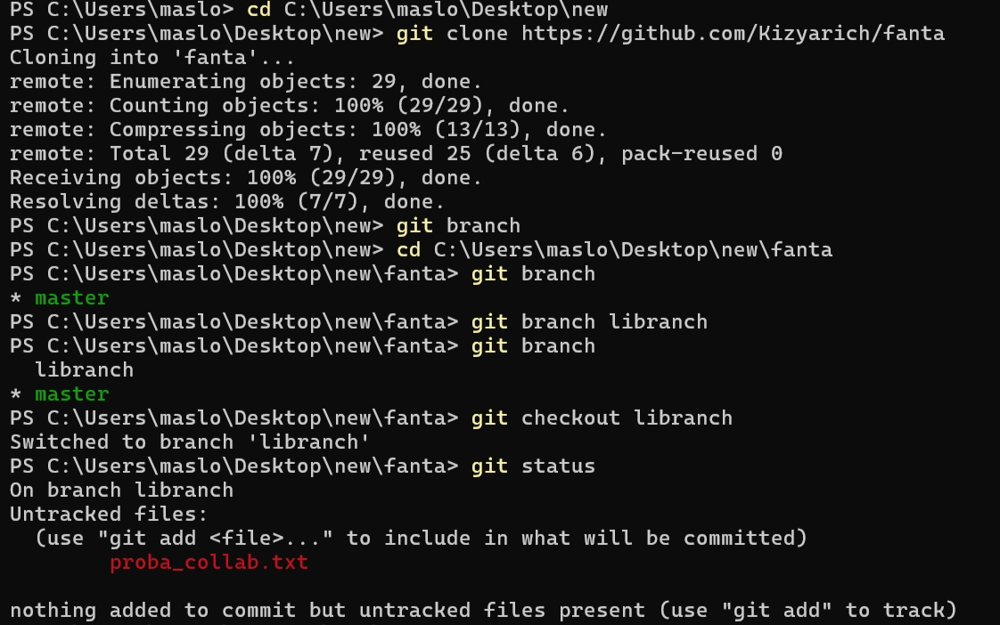 PS C:\Users\maslo> cd C:\Users\maslo\Desktop\new
PS C:\Users\maslo\Desktop\new> git clone https://github.com/Kizyarich/fanta
Cloning into 'fanta'...
remote: Enumerating objects: 29, done.
remote: Counting objects: 100% (29/29), done.
remote: Compressing objects: 100% (13/13), done.
remote: Total 29 (delta 7), reused 25 (delta 6), pack-reused 0
Receiving objects: 100% (29/29), done.
Resolving deltas: 100% (7/7), done.
PS C:\Users\maslo\Desktop\new> git branch
PS C:\Users\maslo\Desktop\new> cd C:\Users\maslo\Desktop\new\fanta
PS C:\Users\maslo\Desktop\new\fanta> git branch
* master
PS C:\Users\maslo\Desktop\new\fanta> git branch libranch
PS C:\Users\maslo\Desktop\new\fanta> git branch
  libranch
* master
PS C:\Users\maslo\Desktop\new\fanta> git checkout libranch
Switched to branch 'libranch'
PS C:\Users\maslo\Desktop\new\fanta> git status
On branch libranch
Untracked files:
  (use "git add <file>..." to include in what will be committed)
        proba_collab.txt
nothing added to commit but untracked files present (use "git add" to track)